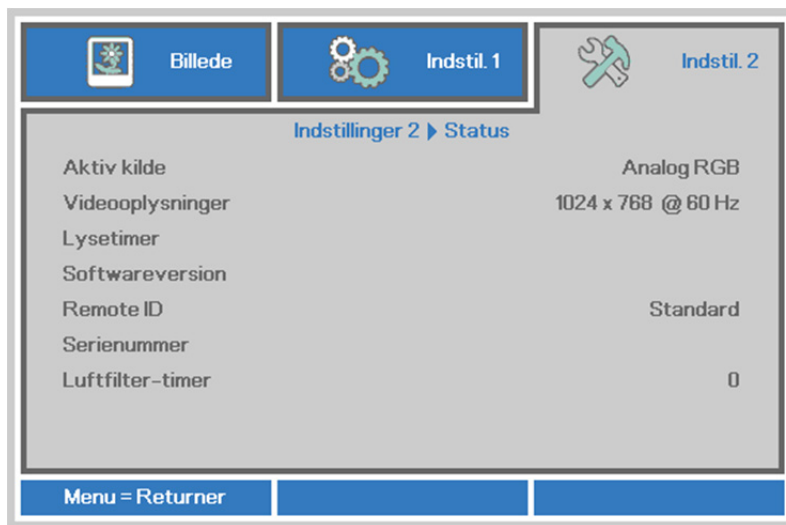 Billede Indstil. 1 Indstil. 2
Indstillinger 2 ▶ Status
Aktiv kilde Analog RGB
Videooplysninger 1024 x 768 @ 60 Hz
Lysetimer
Softwareversion
Remote ID Standard
Serienummer
Luftfilter-timer 0
Menu = Returner